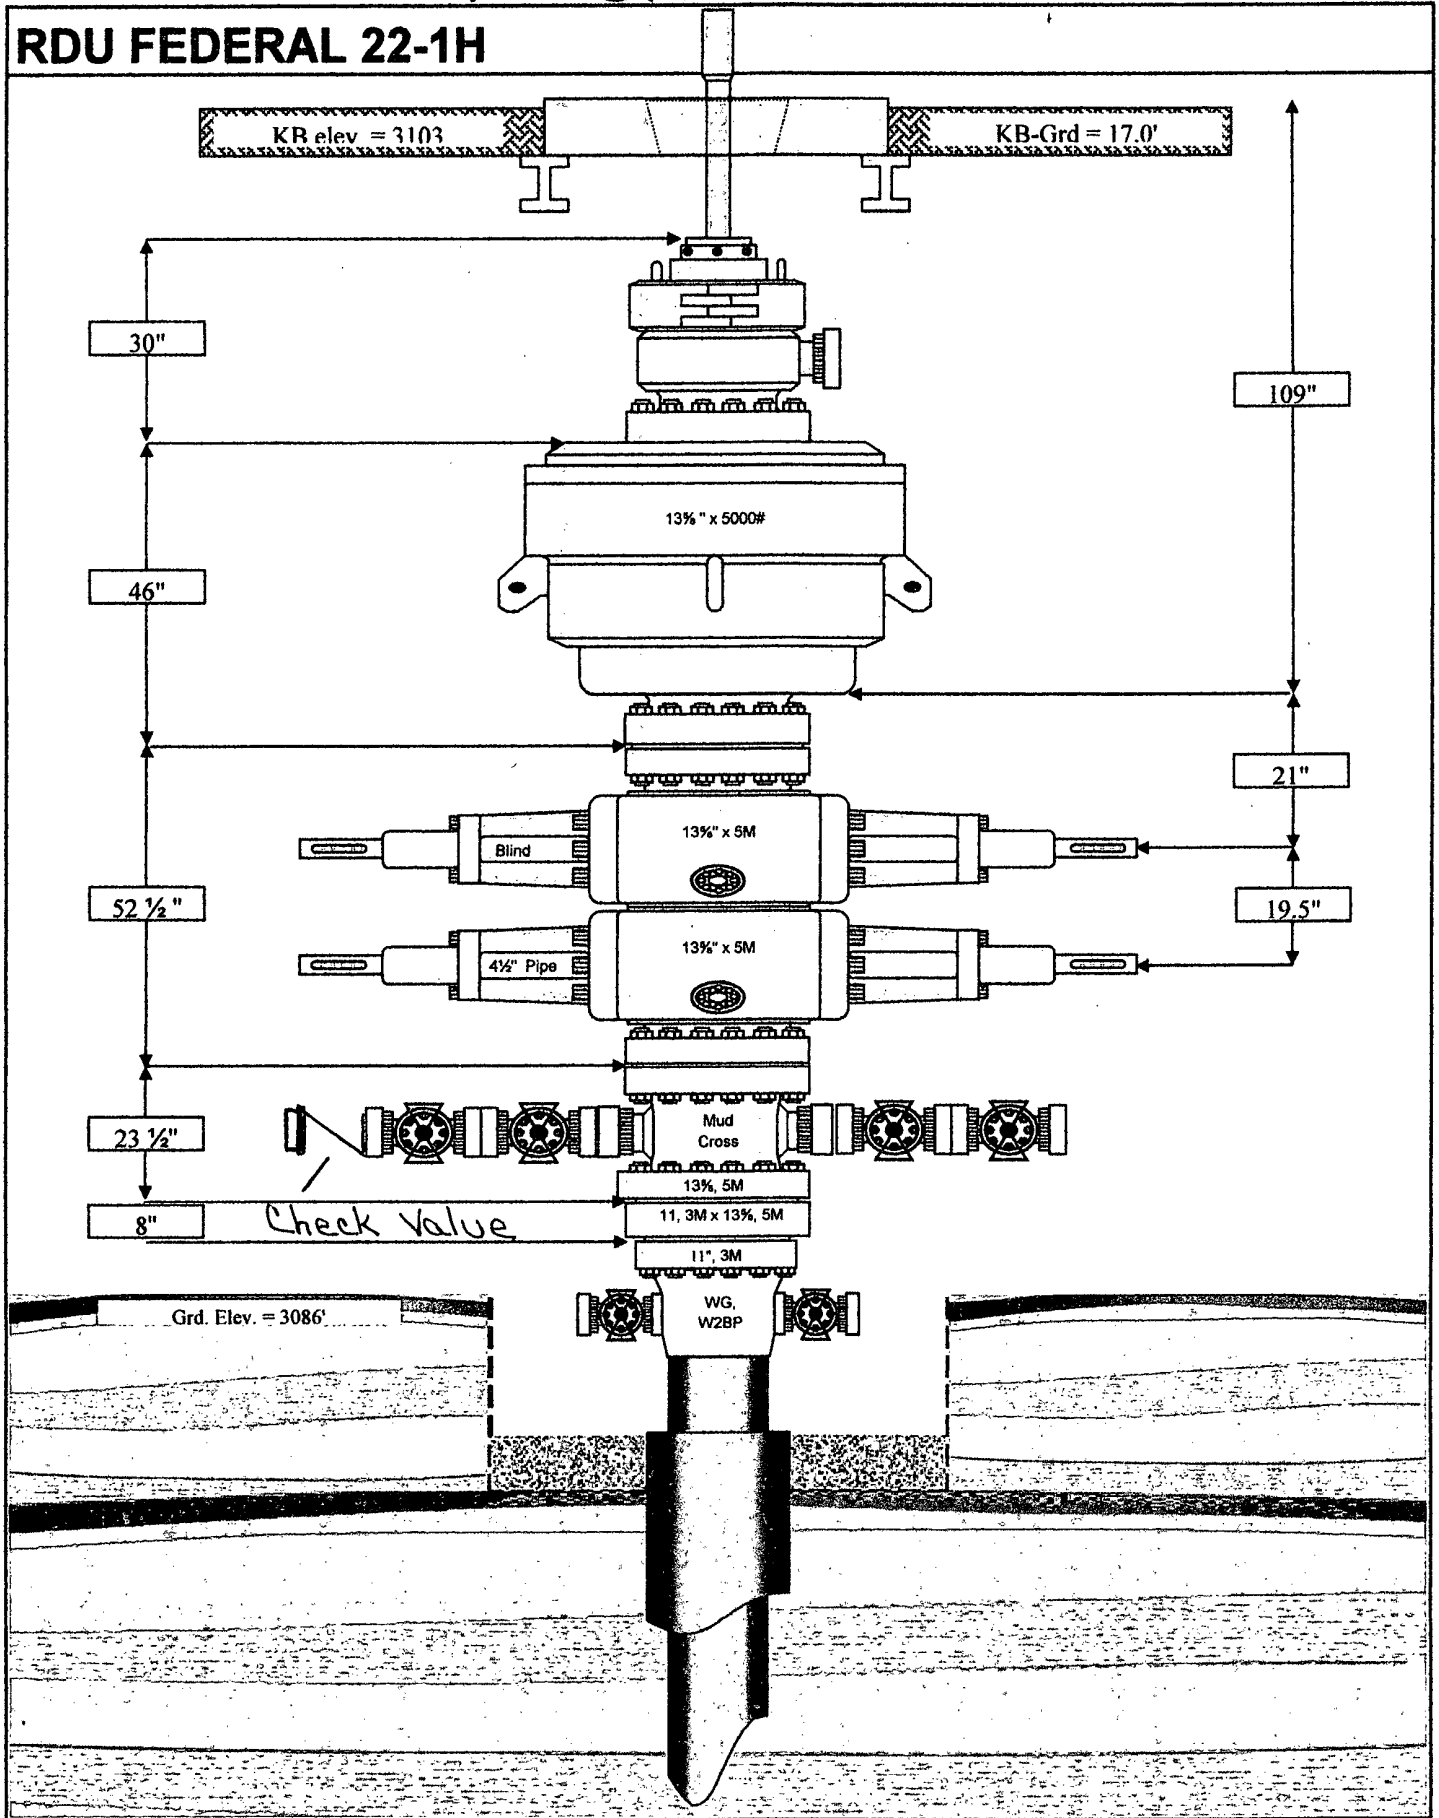 RDU FEDERAL 22-1H
KB elev = 3103
KB-Grd = 17.0'
30"
109"
13⅝" x 5000#
46"
21"
13⅝" x 5M
Blind
52 ½ "
19.5"
13⅝" x 5M
4½" Pipe
Mud
Cross
23 ½"
13⅝, 5M
8"
Check Value
11, 3M x 13⅝, 5M
11", 3M
WG,
W2BP
Grd. Elev. = 3086'